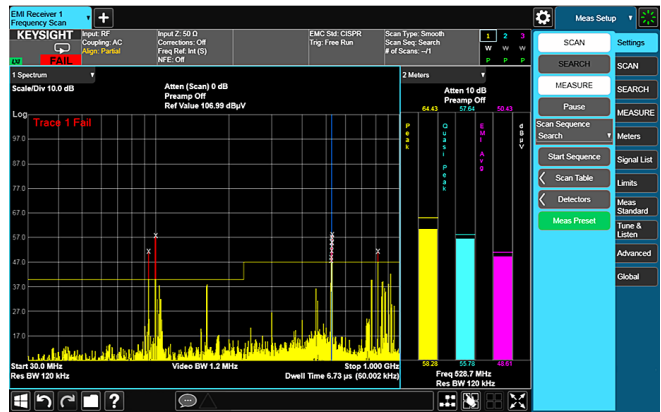 EMI Receiver 1
Frequency Scan
KEYSIGHT
LV
FAIL
Input: RF
Coupling: AC
Align: Partial
Input Z: 50 Ω
Corrections: Off
Freq Ref: Int (S)
NFE: Off
EMC Std: CISPR
Trig: Free Run
Scan Type: Smooth
Scan Seq: Search
# of Scans: --/1
1 2 3
W W W
P P P
1 Spectrum
Scale/Div 10.0 dB
Atten (Scan) 0 dB
Preamp Off
Ref Value 106.99 dBµV
Log
Trace 1 Fail
97.0
87.0
77.0
67.0
57.0
47.0
37.0
27.0
17.0
Start 30.0 MHz
Res BW 120 kHz
Video BW 1.2 MHz
Stop 1.000 GHz
Dwell Time 6.73 µs (60.002 kHz)
2 Meters
Atten 10 dB
Preamp Off
64.43 57.64 50.43
Peak
Quasi Peak
EMI Avg
dBµV
58.28 55.78 48.61
Freq 528.7 MHz
Res BW 120 kHz
Meas Setup
SCAN
SEARCH
MEASURE
Pause
Scan Sequence
Search
Start Sequence
Scan Table
Detectors
Meas Preset
Settings
SCAN
SEARCH
MEASURE
Meters
Signal List
Limits
Meas
Standard
Tune &
Listen
Advanced
Global
?